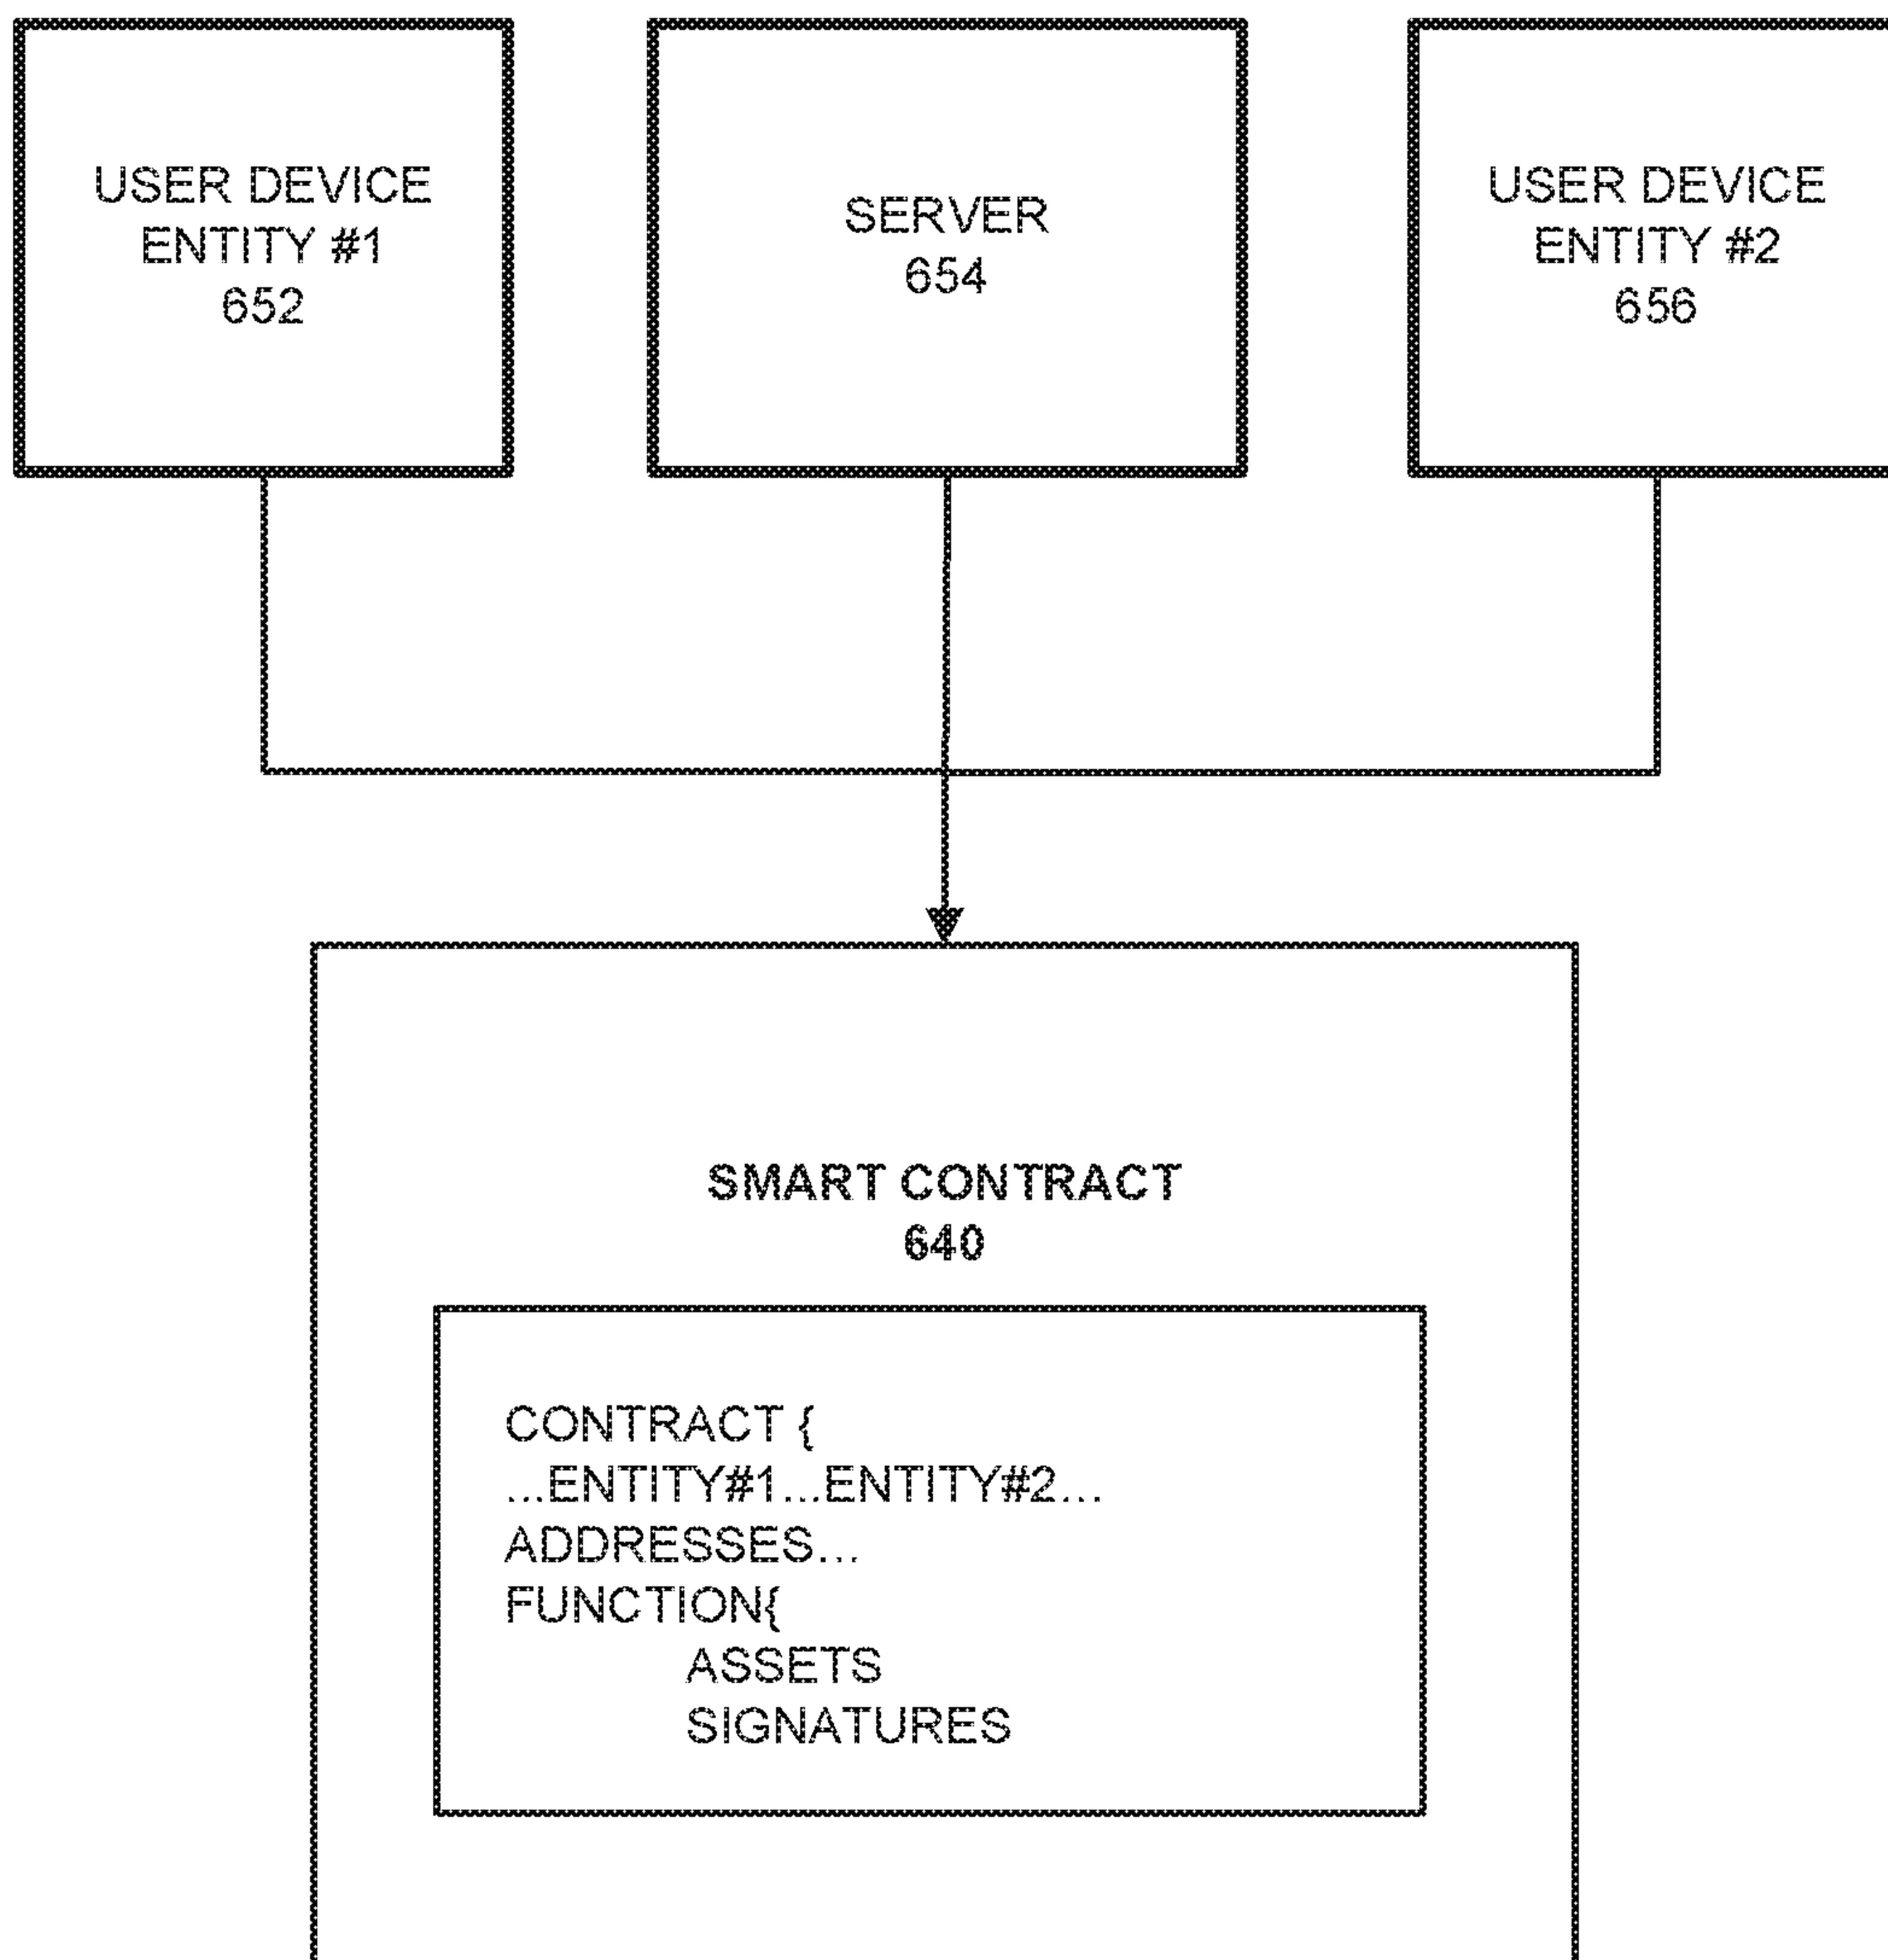 USER DEVICE
ENTITY #1
652
SERVER
654
USER DEVICE
ENTITY #2
656
SMART CONTRACT
640
CONTRACT {
...ENTITY#1...ENTITY#2...
ADDRESSES...
FUNCTION{
ASSETS
SIGNATURES